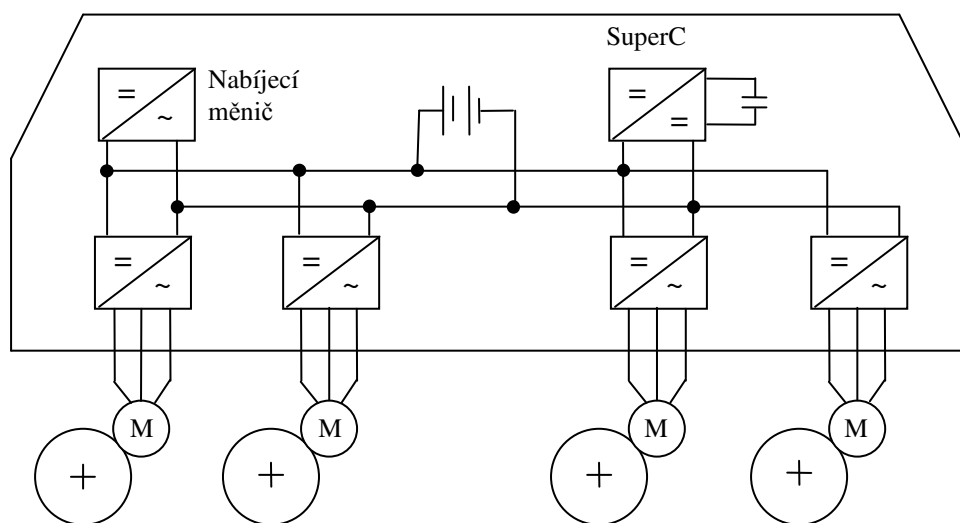 SuperC
Nabíjecí
měnič
=
~
=
=
=
~
=
~
=
~
=
~
M
M
M
M